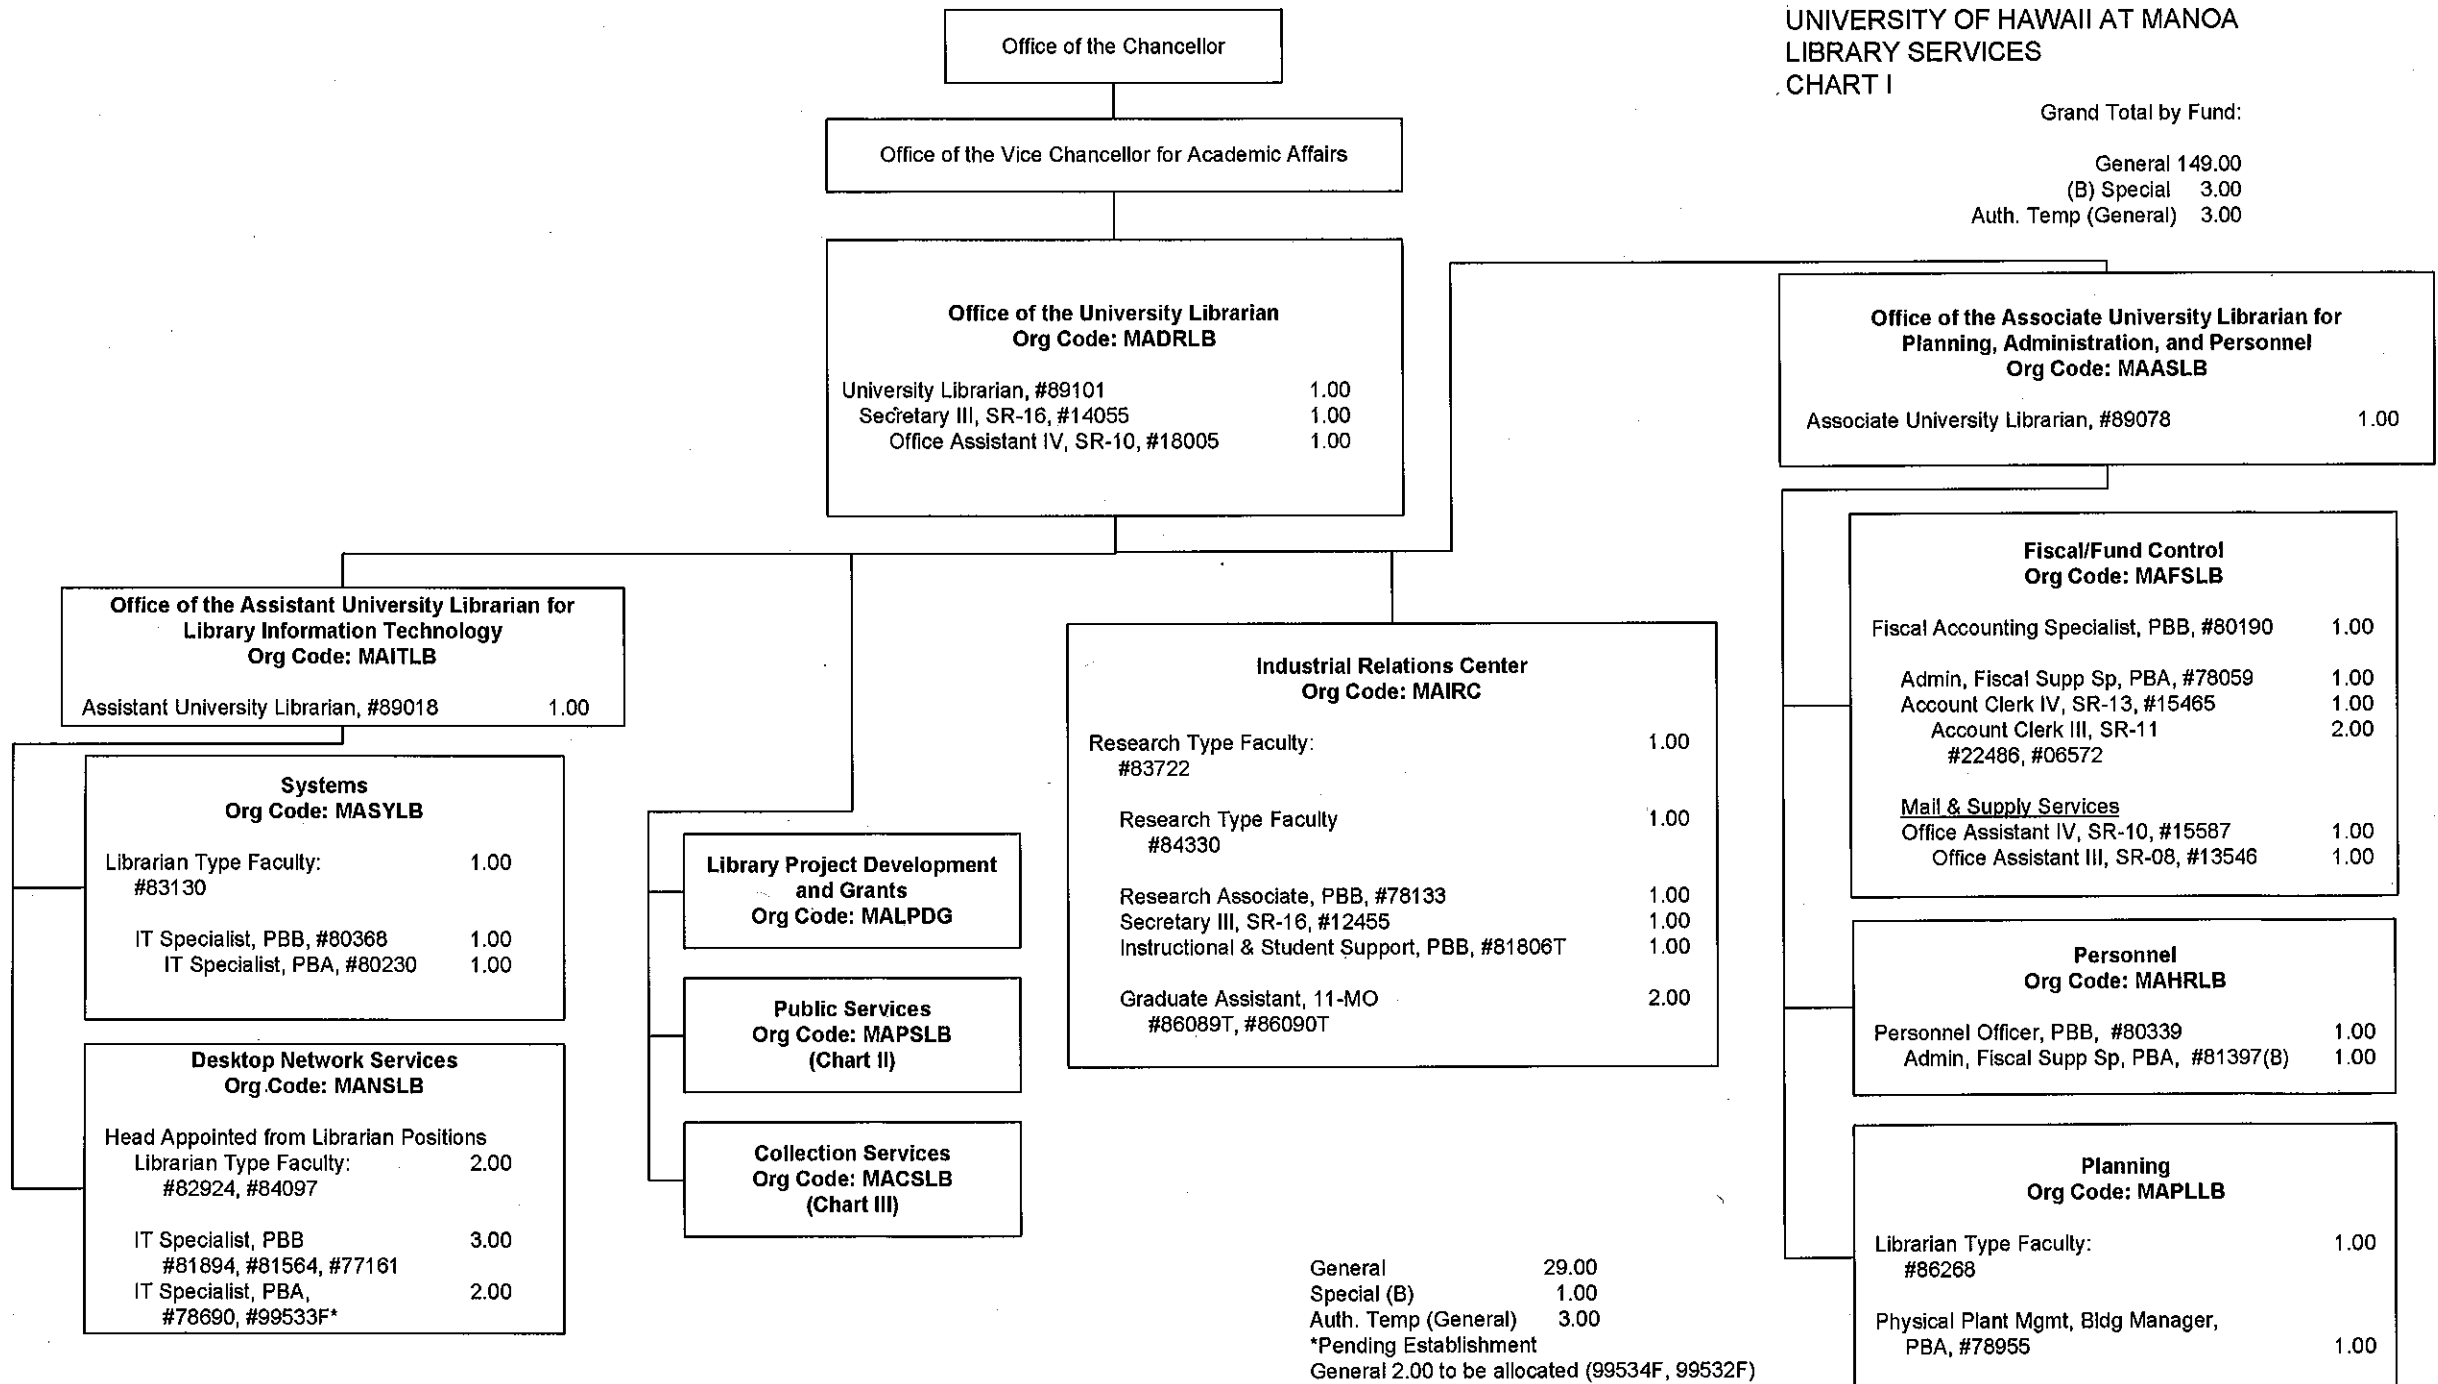 UNIVERSITY OF HAWAII AT MANOA
LIBRARY SERVICES
CHART I
Grand Total by Fund:
General 149.00
(B) Special 3.00
Auth. Temp (General) 3.00
Office of the Chancellor
Office of the Vice Chancellor for Academic Affairs
Office of the University Librarian
Org Code: MADRLB
University Librarian, #89101 1.00
Secretary III, SR-16, #14055 1.00
Office Assistant IV, SR-10, #18005 1.00
Office of the Assistant University Librarian for
Library Information Technology
Org Code: MAITLB
Assistant University Librarian, #89018 1.00
Systems
Org Code: MASYLB
Librarian Type Faculty: 1.00
#83130
IT Specialist, PBB, #80368 1.00
IT Specialist, PBA, #80230 1.00
Desktop Network Services
Org Code: MANSLB
Head Appointed from Librarian Positions
Librarian Type Faculty: 2.00
#82924, #84097
IT Specialist, PBB 3.00
#81894, #81564, #77161
IT Specialist, PBA, 2.00
#78690, #99533F*
Library Project Development
and Grants
Org Code: MALPDG
Public Services
Org Code: MAPSLB
(Chart II)
Collection Services
Org Code: MACSLB
(Chart III)
Industrial Relations Center
Org Code: MAIRC
Research Type Faculty: 1.00
#83722
Research Type Faculty 1.00
#84330
Research Associate, PBB, #78133 1.00
Secretary III, SR-16, #12455 1.00
Instructional & Student Support, PBB, #81806T 1.00
Graduate Assistant, 11-MO 2.00
#86089T, #86090T
Office of the Associate University Librarian for
Planning, Administration, and Personnel
Org Code: MAASLB
Associate University Librarian, #89078 1.00
Fiscal/Fund Control
Org Code: MAFSLB
Fiscal Accounting Specialist, PBB, #80190 1.00
Admin, Fiscal Supp Sp, PBA, #78059 1.00
Account Clerk IV, SR-13, #15465 1.00
Account Clerk III, SR-11 2.00
#22486, #06572
Mail & Supply Services
Office Assistant IV, SR-10, #15587 1.00
Office Assistant III, SR-08, #13546 1.00
Personnel
Org Code: MAHRLB
Personnel Officer, PBB, #80339 1.00
Admin, Fiscal Supp Sp, PBA, #81397(B) 1.00
Planning
Org Code: MAPLLB
Librarian Type Faculty: 1.00
#86268
Physical Plant Mgmt, Bldg Manager,
PBA, #78955 1.00
General 29.00
Special (B) 1.00
Auth. Temp (General) 3.00
*Pending Establishment
General 2.00 to be allocated (99534F, 99532F)